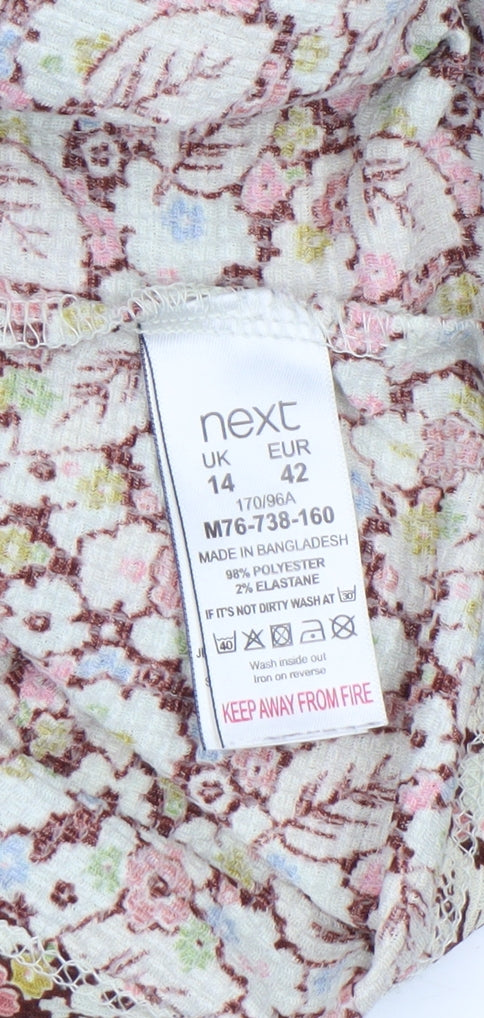 next
UK EUR
14 42
170/96A
M76-738-160
MADE IN BANGLADESH
98% POLYESTER
2% ELASTANE
IF IT'S NOT DIRTY WASH AT 30
40
Wash inside out
Iron on reverse
KEEP AWAY FROM FIRE